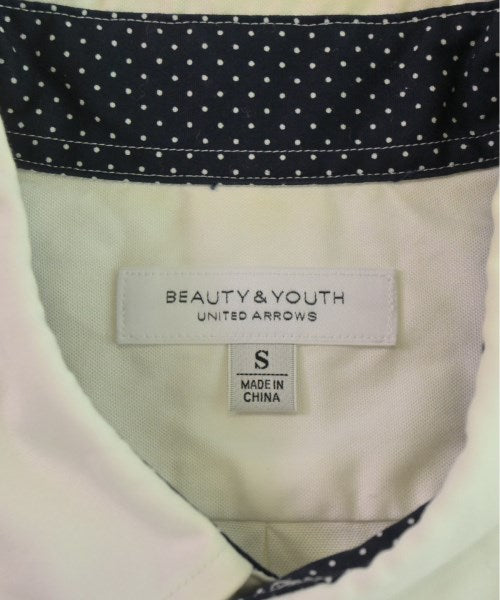 BEAUTY & YOUTH
UNITED ARROWS
S
MADE IN
CHINA